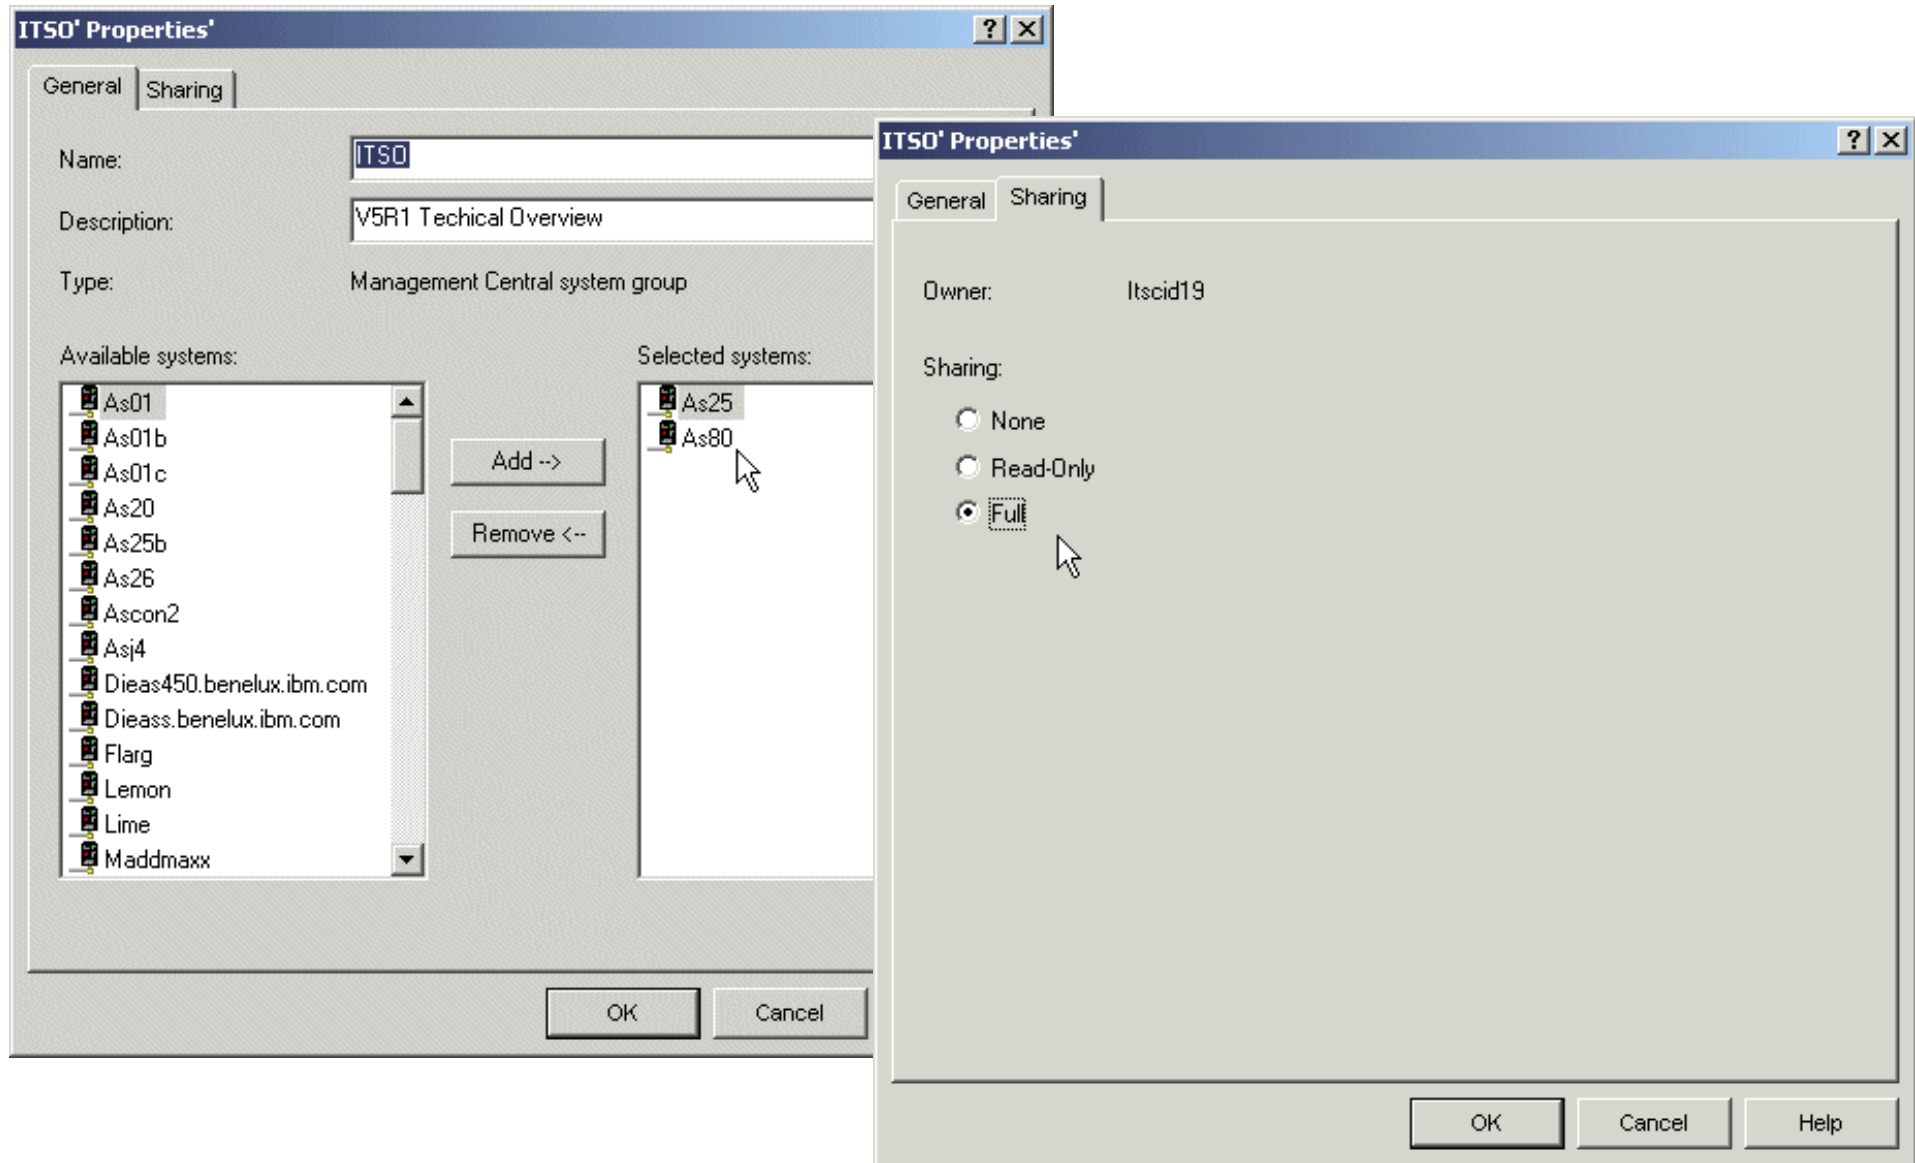 ITSO' Properties'
General Sharing
Name: ITSO
Description: V5R1 Techical Overview
Type: Management Central system group
Available systems:
As01
As01b
As01c
As20
As25b
As26
Ascon2
Asj4
Dieas450.benelux.ibm.com
Dieass.benelux.ibm.com
Flarg
Lemon
Lime
Maddmaxx
Add -->
Remove <--
Selected systems:
As25
As80
OK Cancel
ITSO' Properties'
General Sharing
Owner: Itscid19
Sharing:
None
Read-Only
Full
OK Cancel Help